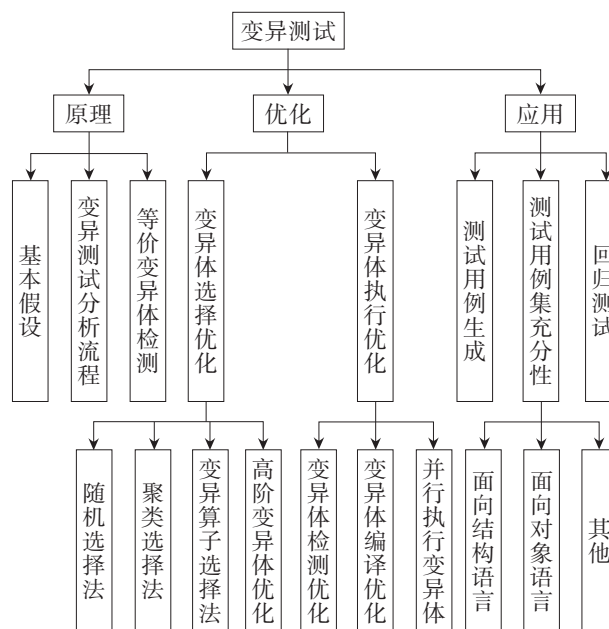 变异测试
原理
优化
应用
基本假设
变异测试分析流程
等价变异体检测
变异体选择优化
变异体执行优化
测试用例生成
测试用例集充分性
回归测试
随机选择法
聚类选择法
变异算子选择法
高阶变异体优化
变异体检测优化
变异体编译优化
并行执行变异体
面向结构语言
面向对象语言
其他